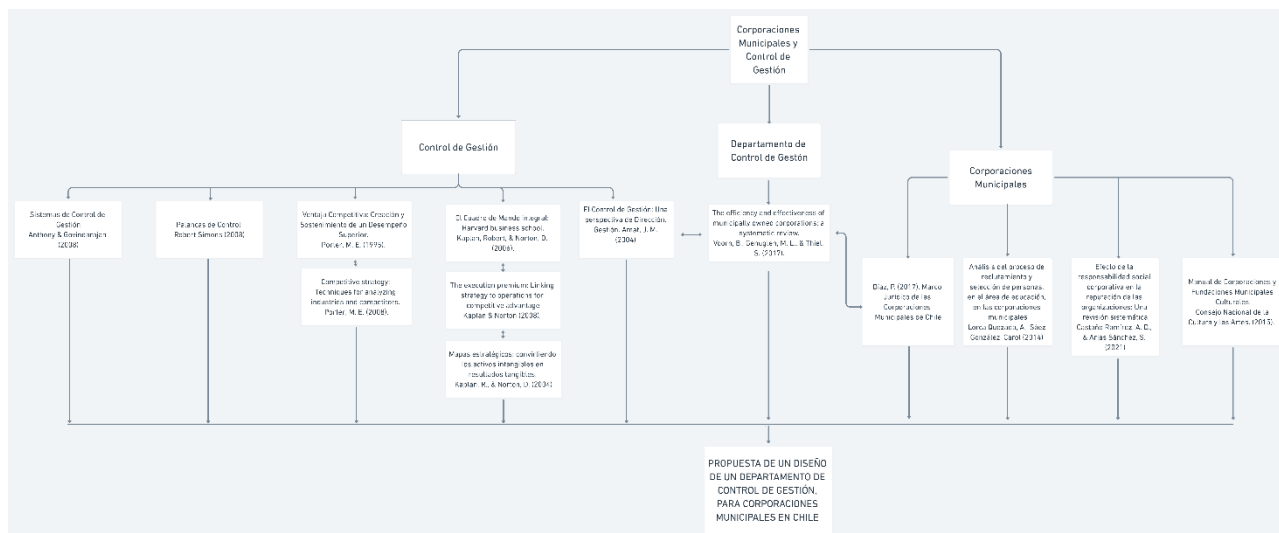 Corporaciones
Municipales y
Control de
Gestión
Control de Gestión
Departamento de
Control de Gestón
Corporaciones
Municipales
Sistemas de Control de
Gestión
Anthony & Govindarajan
(2008)
Palancas de Control
Robert Simons (2008)
Ventaja Competitiva: Creación y
Sostenimiento de un Desempeño
Superior.
Porter, M. E. (1995).
Competitive strategy:
Techniques for analyzing
industries and competitors.
Porter, M. E. (2008).
El Cuadro de Mando integral:
Harvard business school.
Kaplan, Robert, & Norton, D.
The execution premium: Linking
strategy to operations for
competitive advantage
Kaplan & Norton (2008)
Mapas estratégicos: convirtiendo
los activos intangibles en
resultados tangibles.
Kaplan, R., & Norton, D. (2004)
El Control de Gestión: Una
perspectiva de Dirección.
Gestión. Amat, J. M.
The efficiency and effectiveness of
municipally owned corporations: a
systematic review.
Voorn, B., Genugten, M. L., & Thiel,
S. (2017).
Díaz, P. (2017). Marco
Jurídico de las
Corporaciones
Municipales de Chile
Análisis del proceso de
reclutamiento y
selección de personas,
en el área de educación,
en las corporaciones
municipales
Lorca Quezada, A., Sáez
González, Carol (2014)
Efecto de la
responsabilidad social
corporativa en la
reputación de las
organizaciones: Una
revisión sistemática
Castaño Ramírez, A. D.,
& Arias Sánchez, S.
(2021)
Manual de Corporaciones y
Fundaciones Municipales
Culturales
Consejo Nacional de la
Cultura y las Artes. (2015).
PROPUESTA DE UN DISEÑO
DE UN DEPARTAMENTO DE
CONTROL DE GESTIÓN,
PARA CORPORACIONES
MUNICIPALES EN CHILE